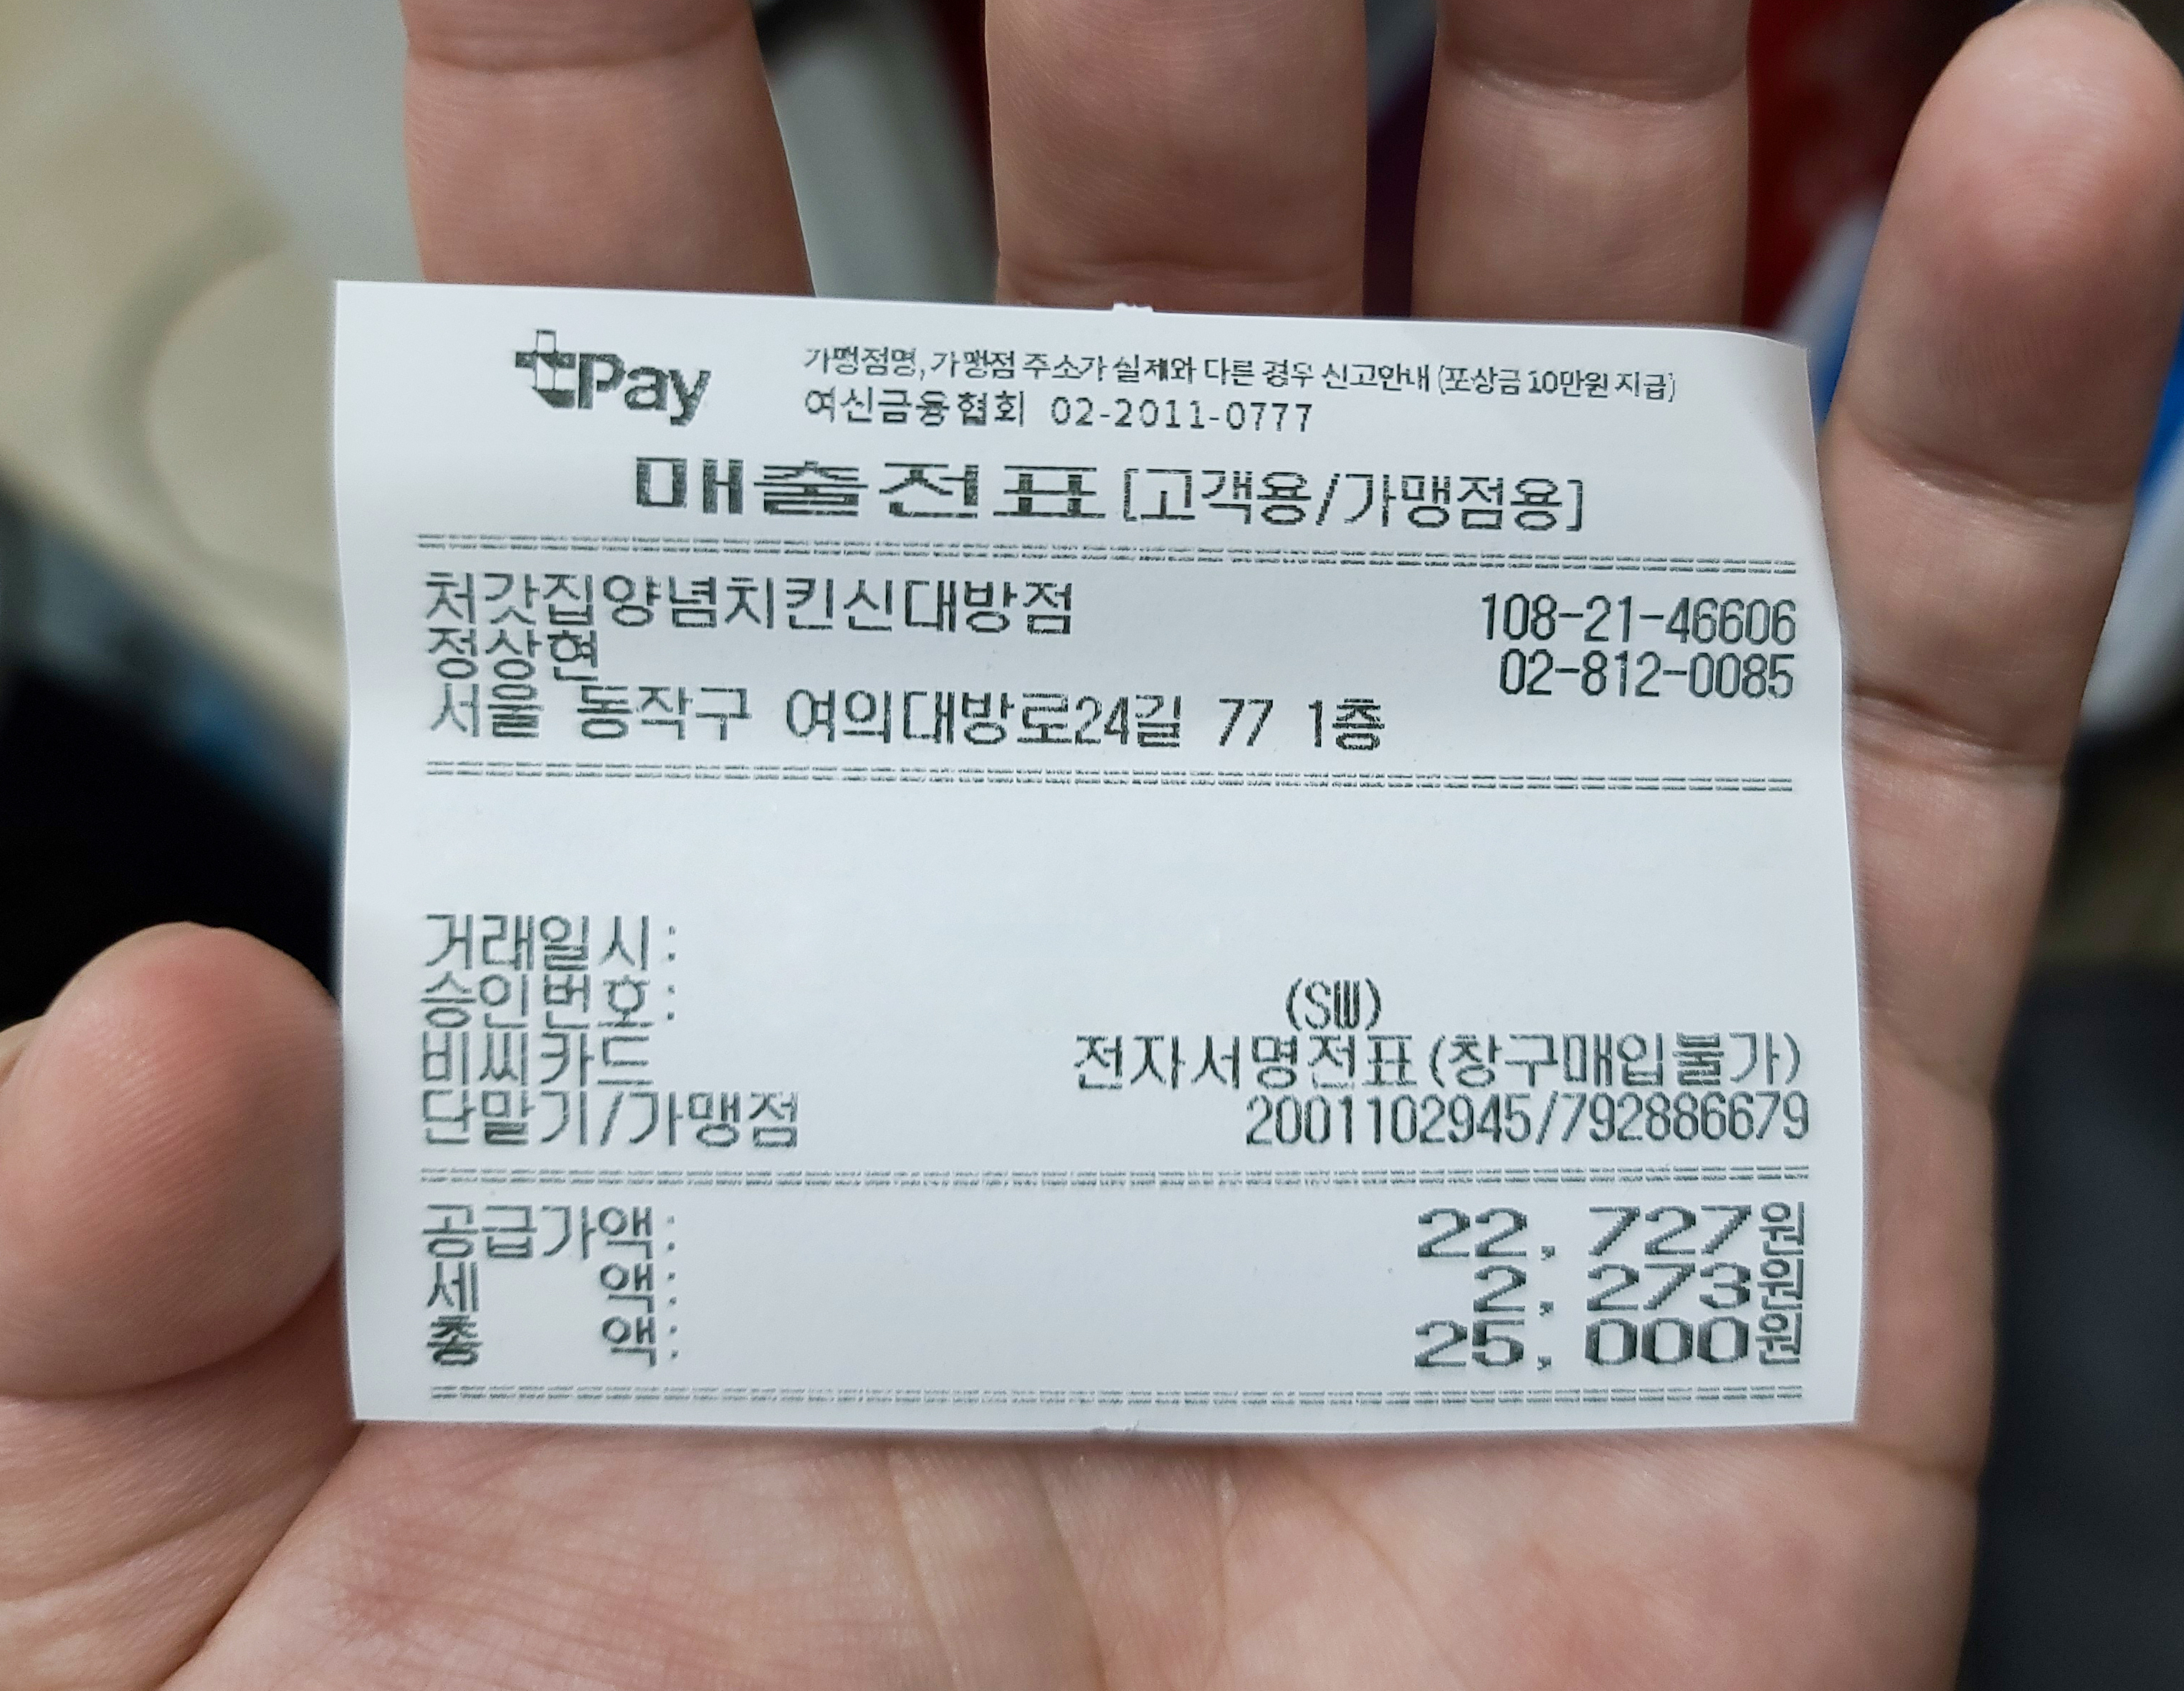 tPay
가맹점명,가맹점 주소가 실제와 다른 경우 신고안내 (포상금 10만원 지급)
여신금융협회 02-2011-0777
매출전표[고객용/가맹점용]
처갓집양념치킨신대방점 108-21-46606
정상현 02-812-0085
서울 동작구 여의대방로24길 77 1층
거래일시:
승인번호: (SW)
비씨카드 전자서명전표(창구매입불가)
단말기/가맹점 2001102945/792886679
공급가액: 22,727원
세 액: 2,273원
총 액: 25,000원